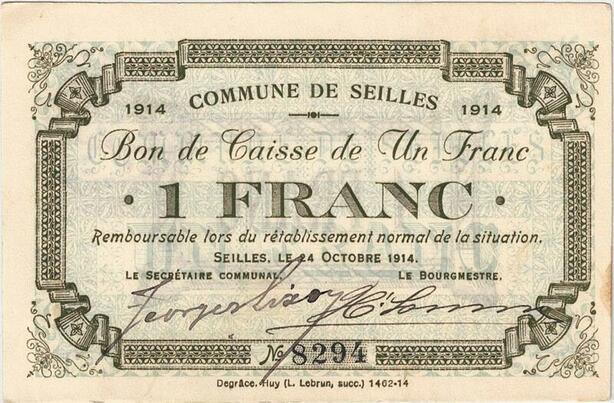 COMMUNE DE SEILLES
1914 1914
Bon de Caisse de Un Franc
· 1 FRANC ·
Remboursable lors du rétablissement normal de la situation.
SEILLES, LE 24 OCTOBRE 1914.
LE SECRÉTAIRE COMMUNAL. LE BOURGMESTRE.
Georges
No 8294
Degrâce, Huy (L. Lebrun, succ.) 1462-14